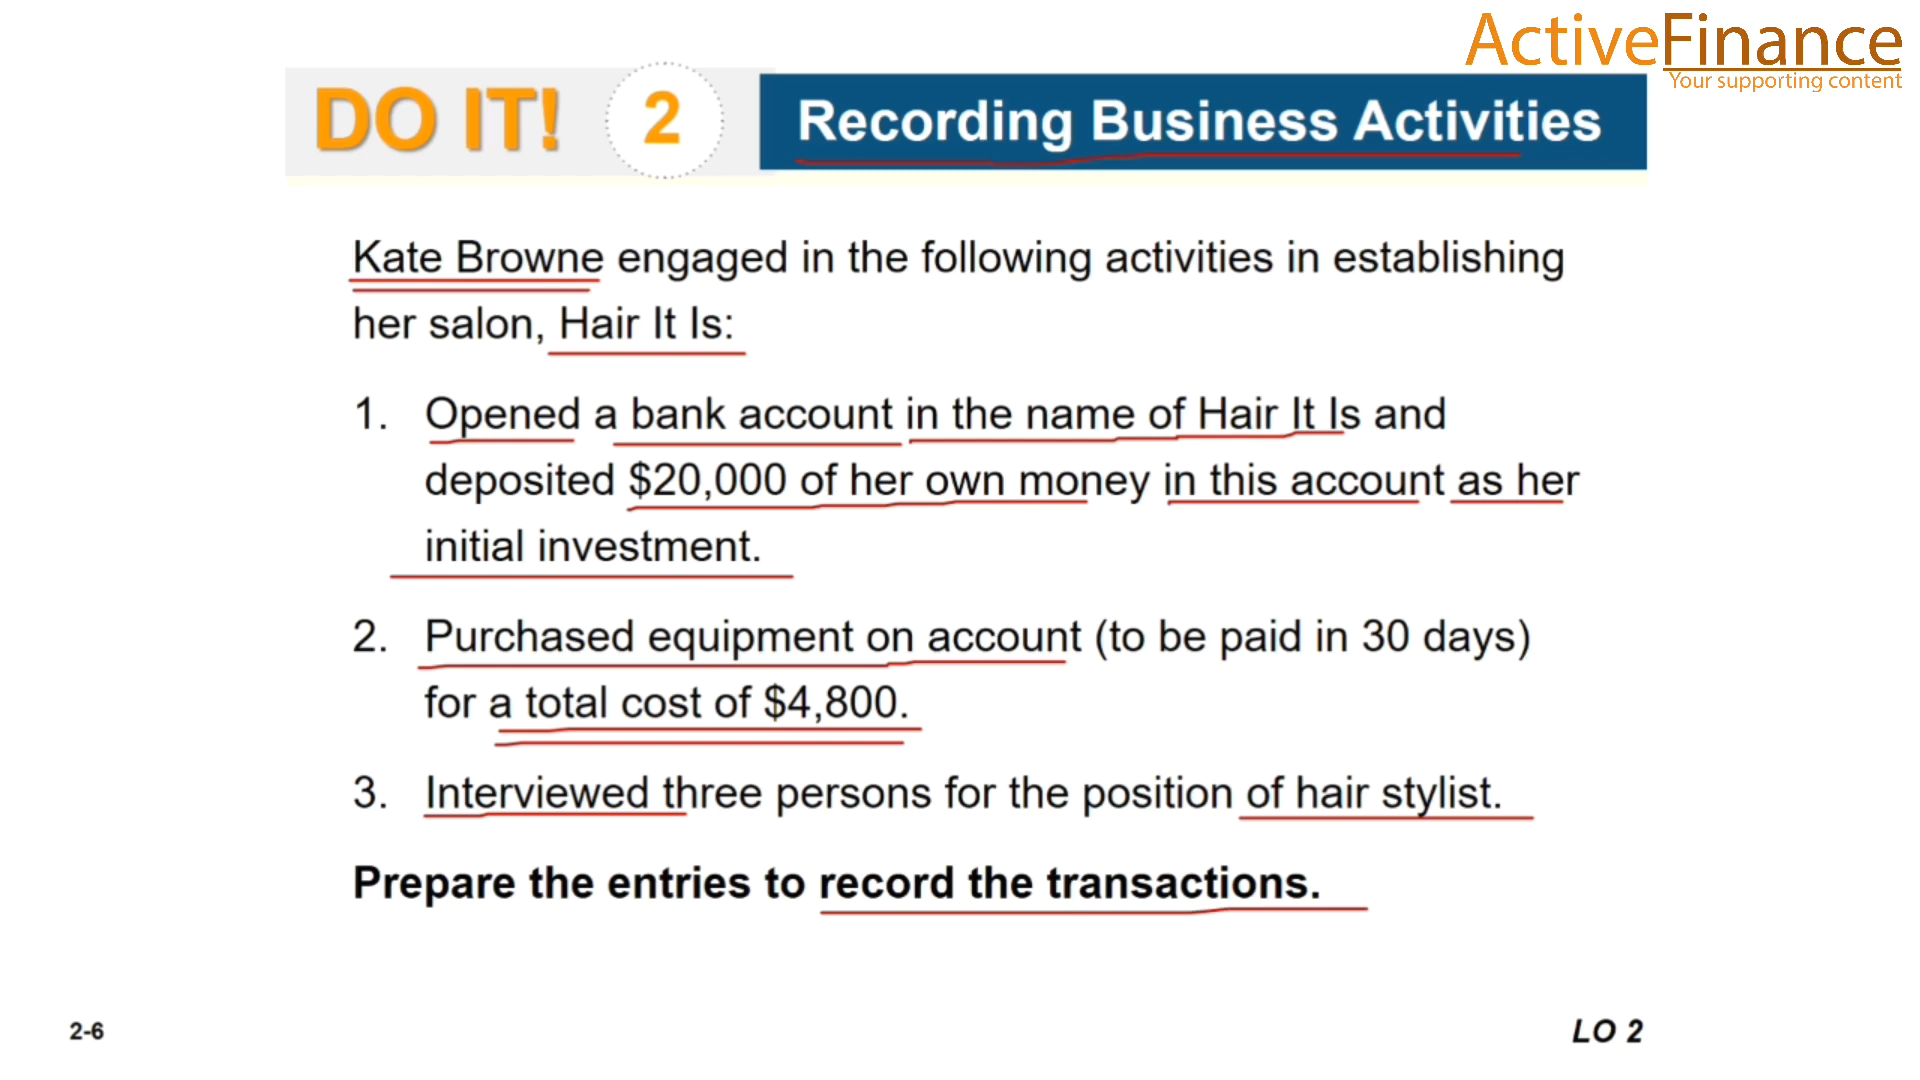 ActiveFinance
Your supporting content
DO IT! 2 Recording Business Activities
Kate Browne engaged in the following activities in establishing
her salon, Hair It Is:
1. Opened a bank account in the name of Hair It Is and
deposited $20,000 of her own money in this account as her
initial investment.
2. Purchased equipment on account (to be paid in 30 days)
for a total cost of $4,800.
3. Interviewed three persons for the position of hair stylist.
Prepare the entries to record the transactions.
2-6
LO 2